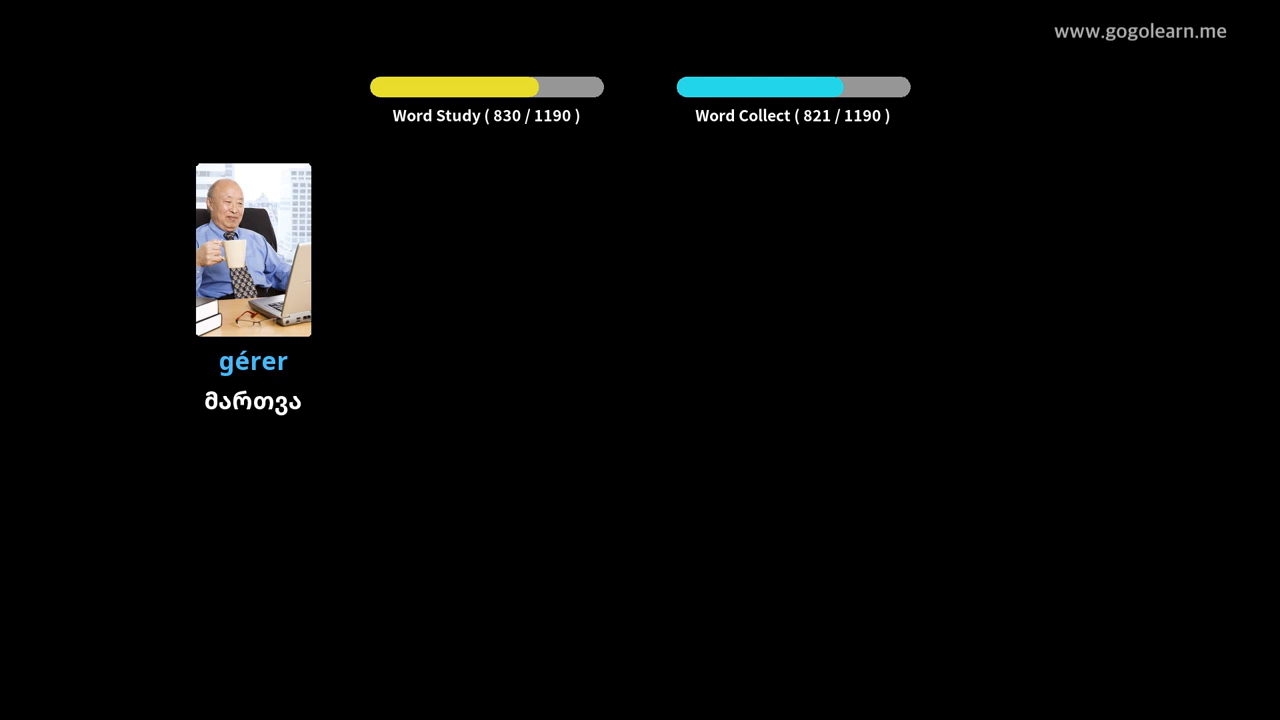 www.gogolearn.me
Word Study ( 830 / 1190 )
Word Collect ( 821 / 1190 )
gérer
მართვა